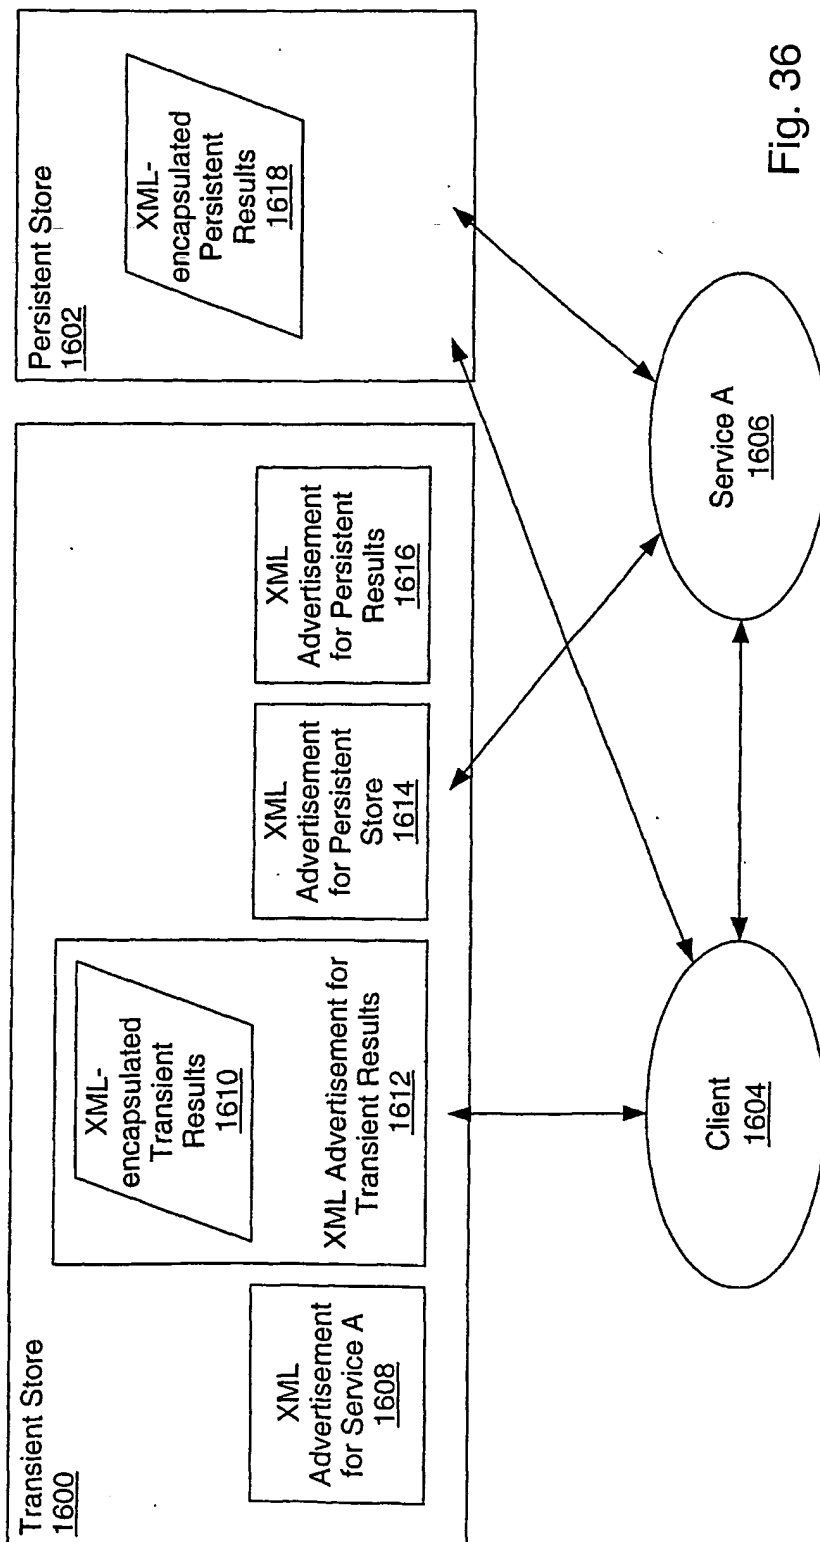 Transient Store
1600
XML
Advertisement
for Service A
1608
XML-
encapsulated
Transient
Results
1610
XML Advertisement for
Transient Results
1612
XML
Advertisement
for Persistent
Store
1614
XML
Advertisement
for Persistent
Results
1616
Persistent Store
1602
XML-
encapsulated
Persistent
Results
1618
Client
1604
Service A
1606
Fig. 36